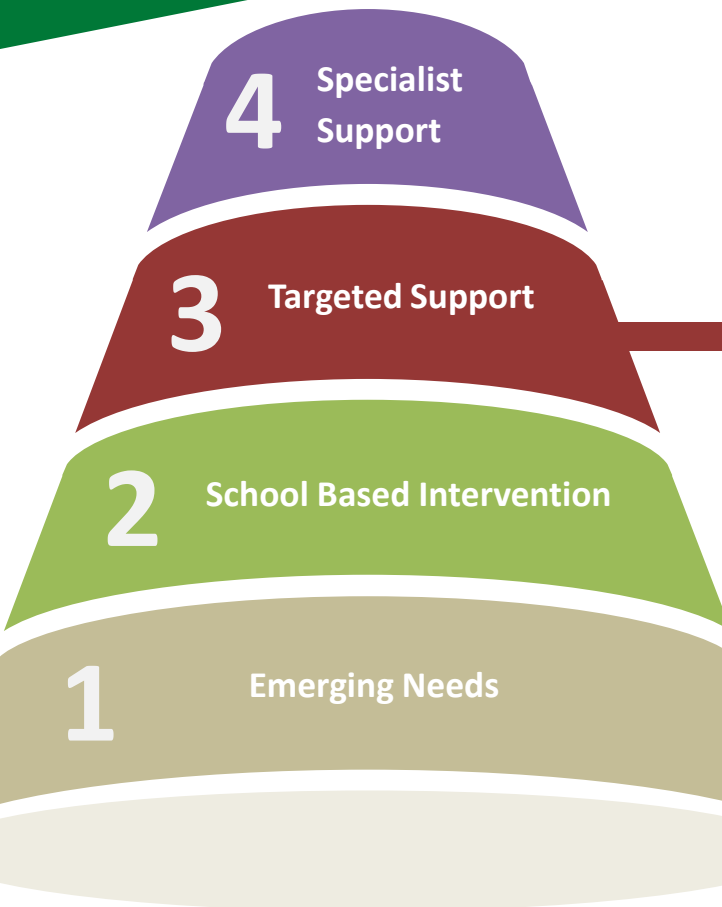 4
Specialist
Support
3
Targeted Support
2
School Based Intervention
1
Emerging Needs